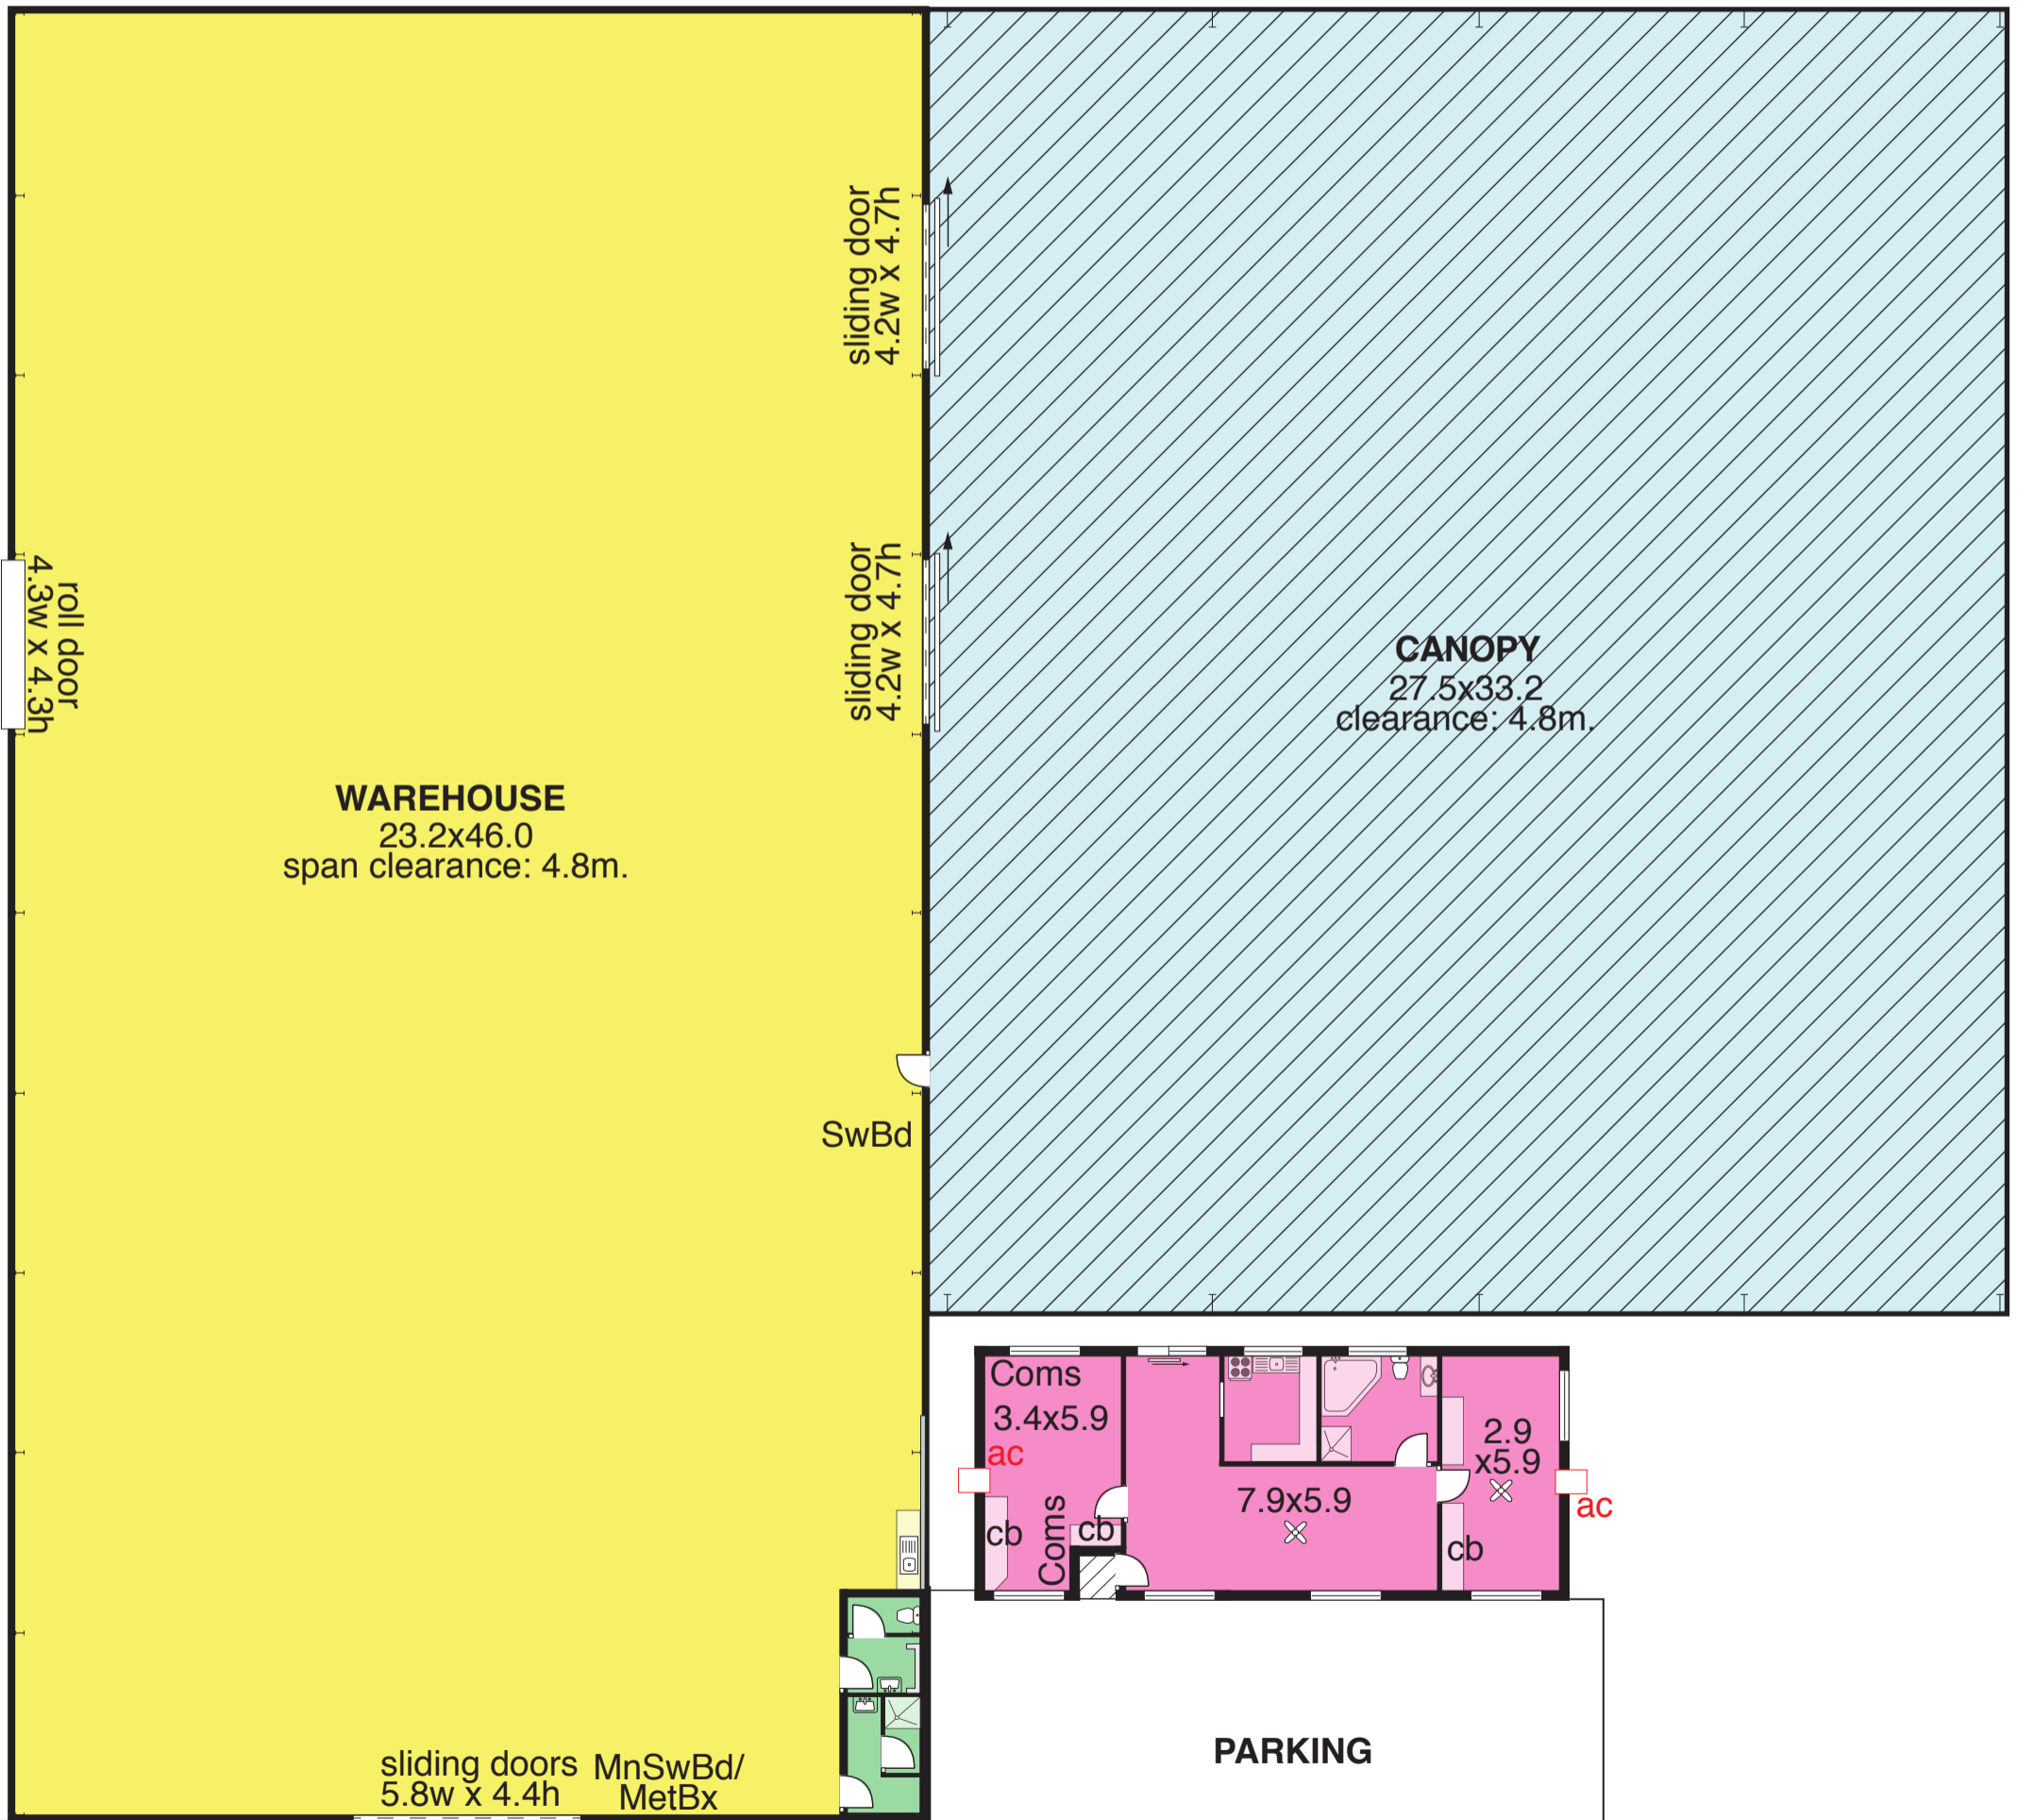 sliding door
4.2w x 4.7h
roll door
4.3w x 4.3h
sliding door
4.2w x 4.7h
CANOPY
27.5x33.2
clearance: 4.8m.
WAREHOUSE
23.2x46.0
span clearance: 4.8m.
SwBd
Coms
3.4x5.9
ac
cb
Coms
cb
7.9x5.9
2.9
x5.9
ac
cb
PARKING
sliding doors
5.8w x 4.4h
MnSwBd/
MetBx